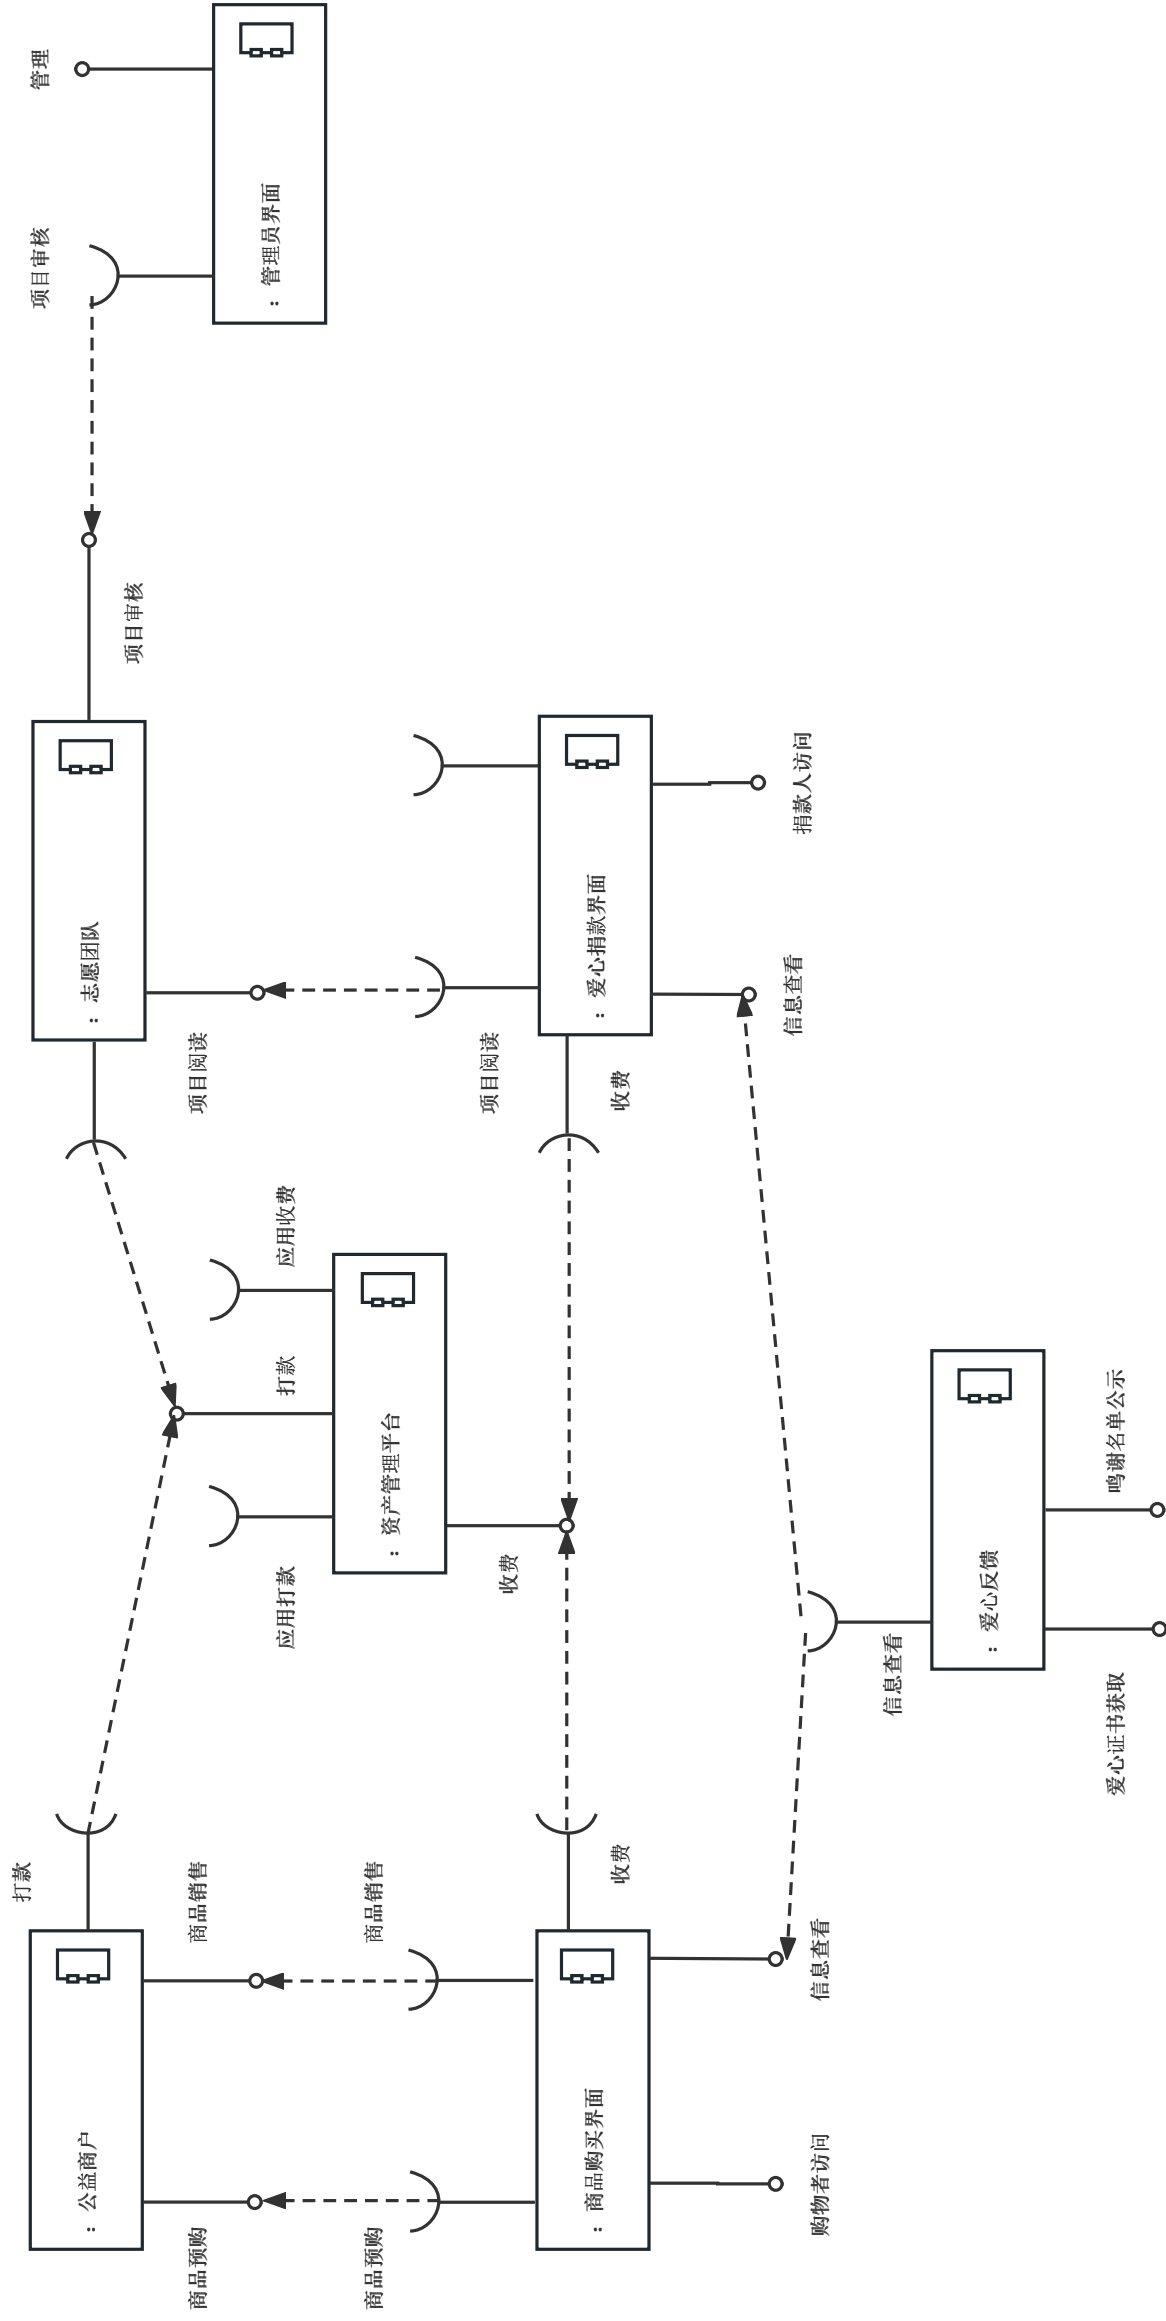 管理
项目审核
：管理员界面
项目审核
：志愿团队
项目阅读
项目阅读
：爱心捐款界面
捐款人访问
信息查看
收费
应用收费
打款
应用打款
：资产管理平台
收费
鸣谢名单公示
：爱心反馈
信息查看
爱心证书获取
打款
商品销售
商品销售
收费
：公益商户
：商品购买界面
信息查看
商品预购
商品预购
购物者访问